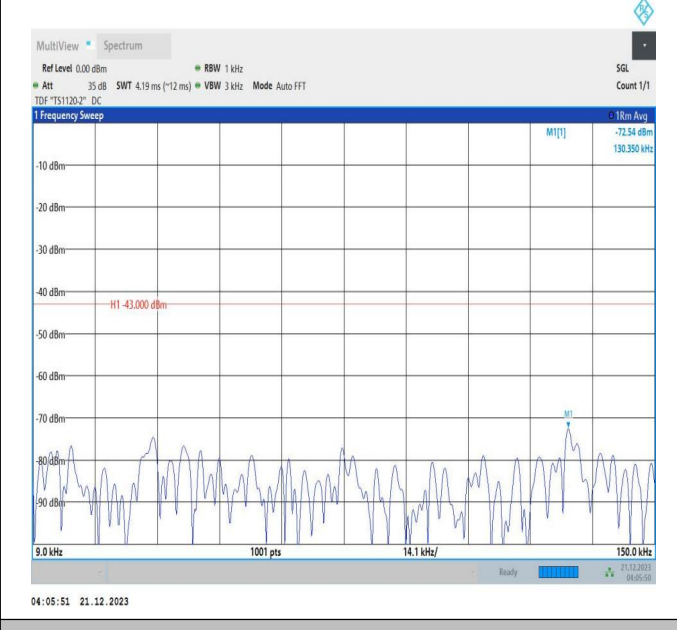 R&S
MultiView Spectrum
Ref Level 0.00 dBm RBW 1 kHz SGL
Att 35 dB SWT 4.19 ms (~12 ms) VBW 3 kHz Mode Auto FFT Count 1/1
TDF "TS1120-2" DC
1 Frequency Sweep 1Rm Avg
M1[1] -72.54 dBm
130.350 kHz
-10 dBm
-20 dBm
-30 dBm
-40 dBm
H1 -43.000 dBm
-50 dBm
-60 dBm
-70 dBm
M1
-80 dBm
-90 dBm
9.0 kHz 1001 pts 14.1 kHz/ 150.0 kHz
Ready 21.12.2023
04:05:50
04:05:51 21.12.2023